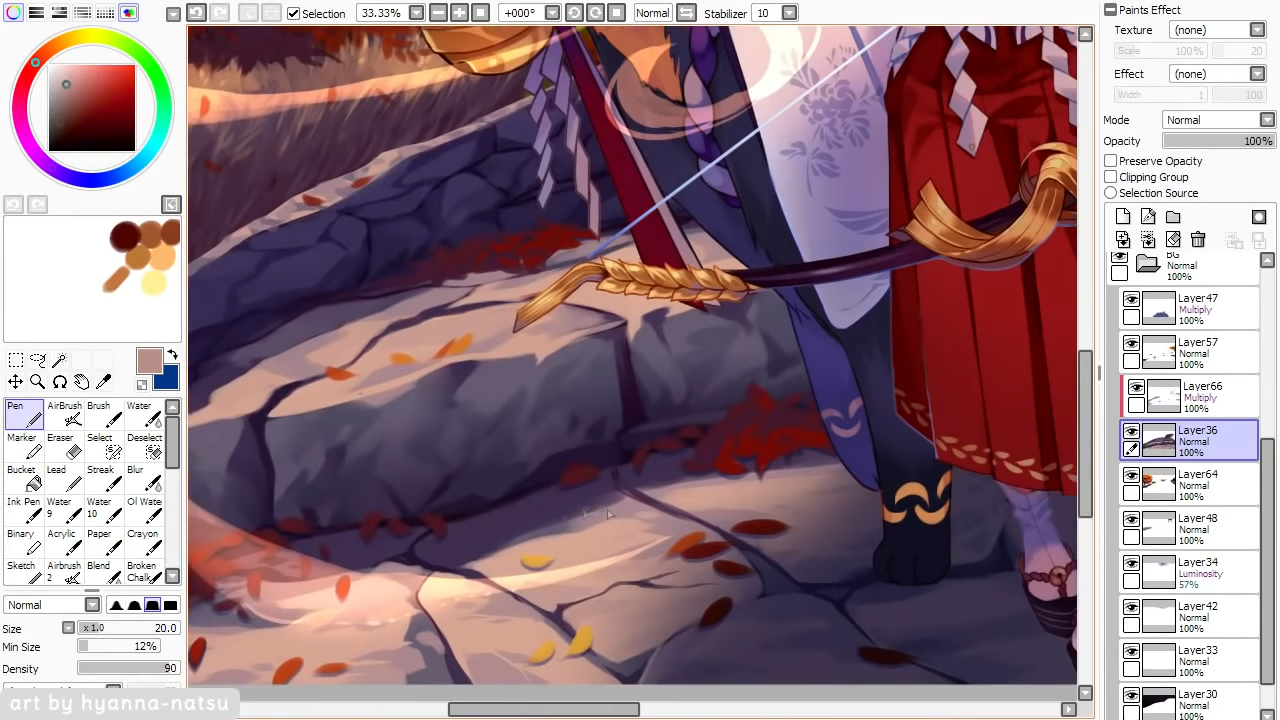 Selection 33.33% +000° Normal Stabilizer 10
Paints Effect
Texture (none)
Scale 100% 20
Effect (none)
Width 1 100
Mode Normal
Opacity 100%
Preserve Opacity
Clipping Group
Selection Source
BG
Normal
100%
Layer47
Multiply
100%
Layer57
Normal
100%
Layer66
Multiply
100%
Layer36
Normal
100%
Layer64
Normal
100%
Layer48
Normal
100%
Layer34
Luminosity
57%
Layer42
Normal
100%
Layer33
Normal
100%
Layer30
Normal
100%
Pen AirBrush Brush Water
Marker Eraser Select Deselect
Bucket Lead Streak Blur
Ink Pen Water 9 Water 10 Oil Wate
Binary Acrylic Paper Crayon
Sketch Airbrush 2 Blend Broken Chalk
Normal
Size x 1.0 20.0
Min Size 12%
Density 90
art by hyanna-natsu